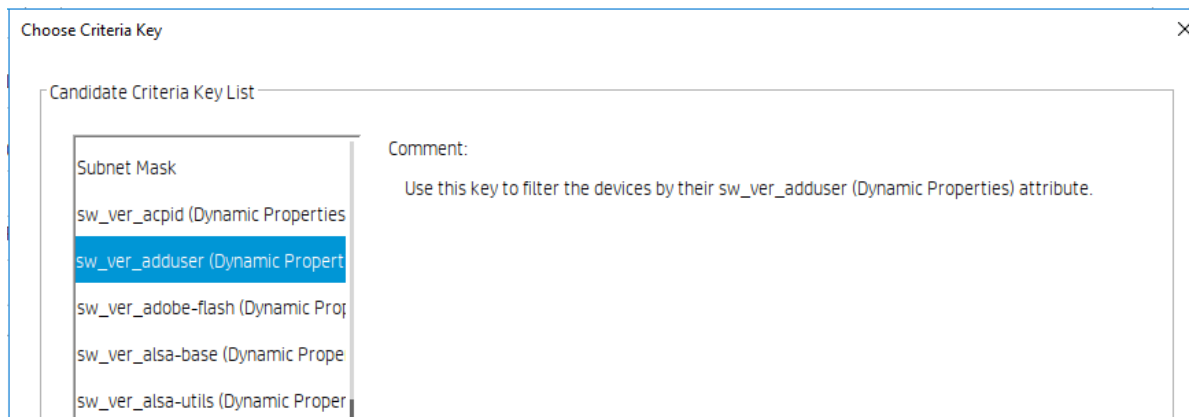 Choose Criteria Key
Candidate Criteria Key List
Subnet Mask
sw_ver_acpid (Dynamic Properties
sw_ver_adduser (Dynamic Propert
sw_ver_adobe-flash (Dynamic Prop
sw_ver_alsa-base (Dynamic Prope
sw_ver_alsa-utils (Dynamic Proper
Comment:
Use this key to filter the devices by their sw_ver_adduser (Dynamic Properties) attribute.